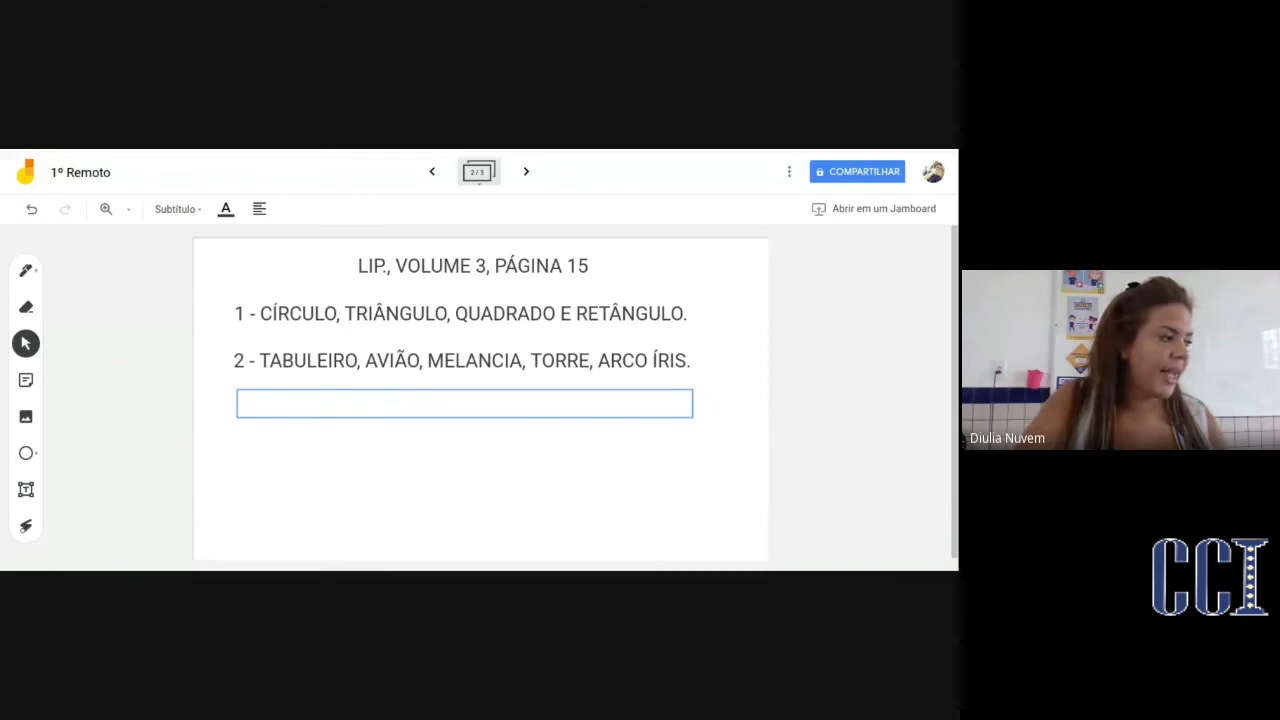 1º Remoto
2 / 3
COMPARTILHAR
Subtítulo
A
Abrir em um Jamboard
LIP., VOLUME 3, PÁGINA 15
1 - CÍRCULO, TRIÂNGULO, QUADRADO E RETÂNGULO.
2 - TABULEIRO, AVIÃO, MELANCIA, TORRE, ARCO ÍRIS.
Diulia Nuvem
CCI